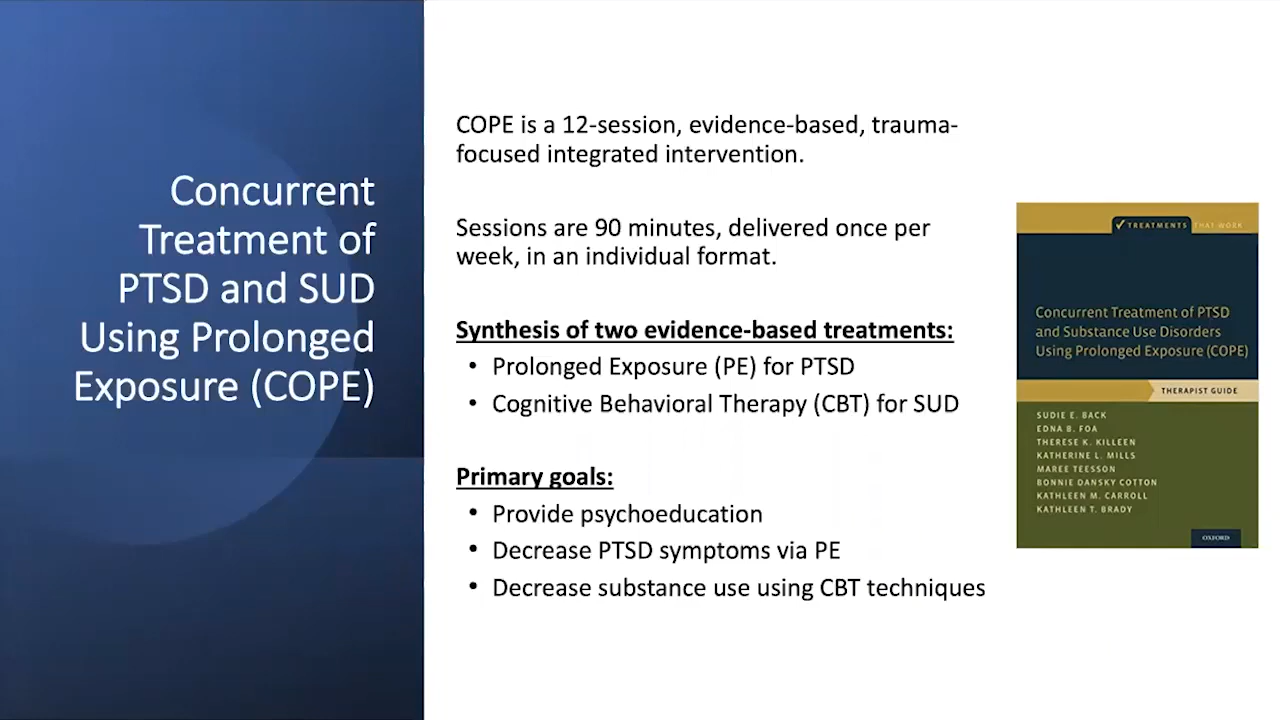 Concurrent
Treatment of
PTSD and SUD
Using Prolonged
Exposure (COPE)
COPE is a 12-session, evidence-based, trauma-
focused integrated intervention.
Sessions are 90 minutes, delivered once per
week, in an individual format.
Synthesis of two evidence-based treatments:
• Prolonged Exposure (PE) for PTSD
• Cognitive Behavioral Therapy (CBT) for SUD
Primary goals:
• Provide psychoeducation
• Decrease PTSD symptoms via PE
• Decrease substance use using CBT techniques
✓ TREATMENTS THAT WORK
Concurrent Treatment of PTSD
and Substance Use Disorders
Using Prolonged Exposure (COPE)
THERAPIST GUIDE
SUDIE E. BACK
EDNA B. FOA
THERESE K. KILLEEN
KATHERINE L. MILLS
MAREE TEESSON
BONNIE DANSKY COTTON
KATHLEEN M. CARROLL
KATHLEEN T. BRADY
OXFORD